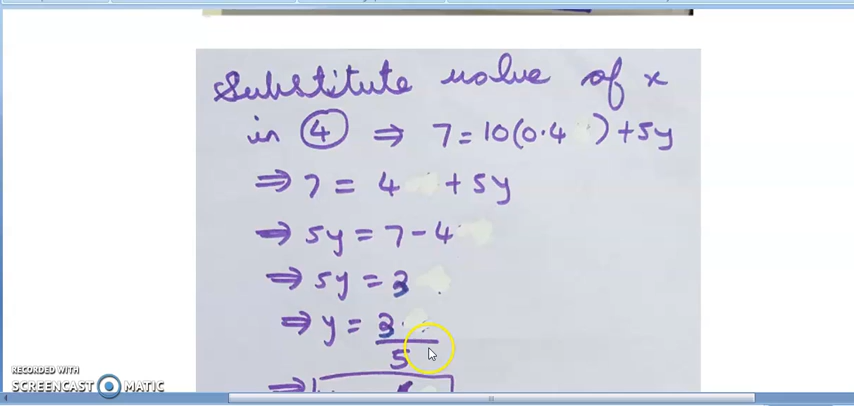 Substitute value of x
in 4 ⇒ 7 = 10(0.4 ) + 5y
⇒ 7 = 4 + 5y
⇒ 5y = 7 - 4
⇒ 5y = 3
⇒ y = 3
5
⇒
RECORDED WITH
SCREENCAST MATIC